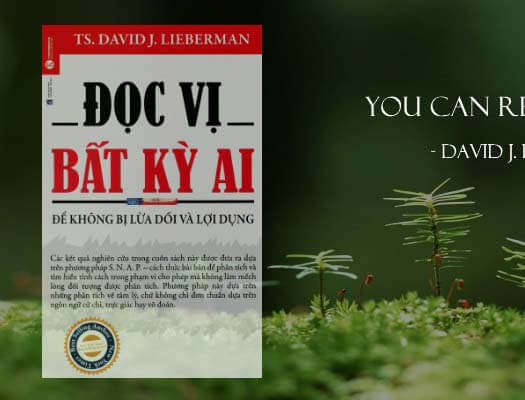 TS. DAVID J. LIEBERMAN
ĐỌC VỊ
BẤT KỲ AI
ĐỂ KHÔNG BỊ LỪA DỐI VÀ LỢI DỤNG
Các kết quả nghiên cứu trong cuốn sách này được đưa ra dựa
trên phương pháp S. N. A. P. – cách thức bài bản để phân tích và
tìm hiểu tính cách trong phạm vi cho phép mà không làm mếch
lòng đối tượng được phân tích. Phương pháp này dựa trên
những phân tích về tâm lý, chứ không chỉ đơn thuần dựa trên
ngôn ngữ cử chỉ, trực giác hay võ đoán.
YOU CAN RE
- DAVID J.